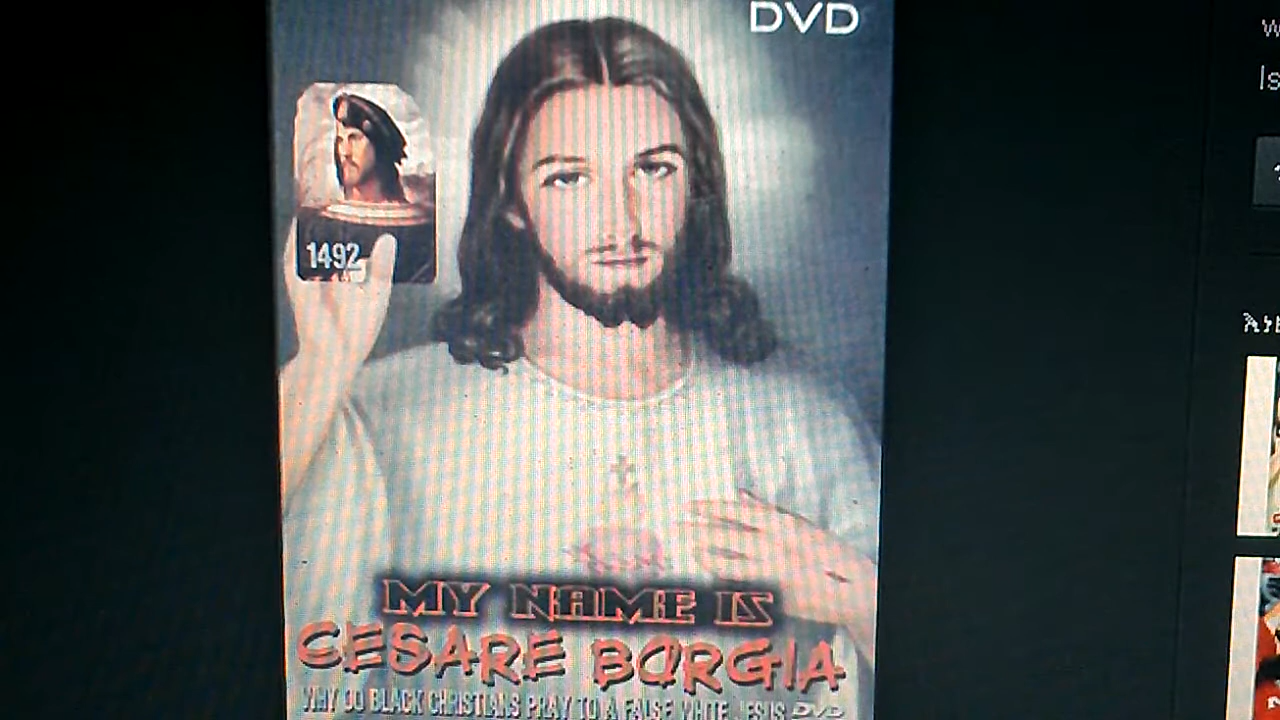 DVD
1492
MY NAME IS
CESARE BORGIA
WHY DO BLACK CHRISTIANS PRAY TO A FALSE WHITE JESUS DVD